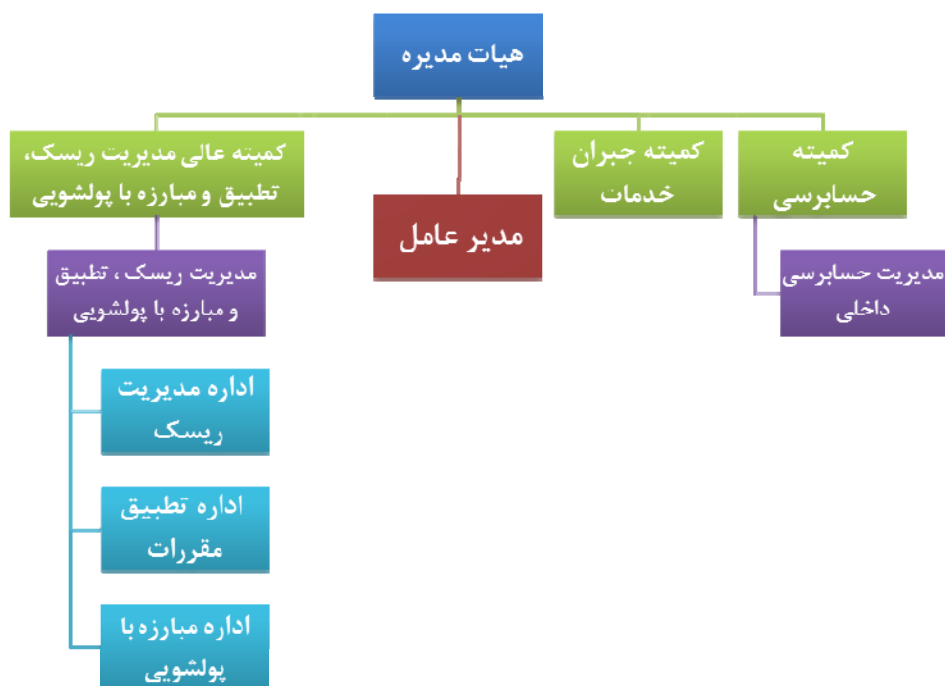 هیات مدیره
کمیته
حسابرسی
کمیته جبران
خدمات
کمیته عالی مدیریت ریسک،
تطبیق و مبارزه با پولشویی
مدیر عامل
مدیریت حسابرسی
داخلی
مدیریت ریسک ، تطبیق
و مبارزه با پولشویی
اداره مدیریت
ریسک
اداره تطبیق
مقررات
اداره مبارزه با
پولشویی